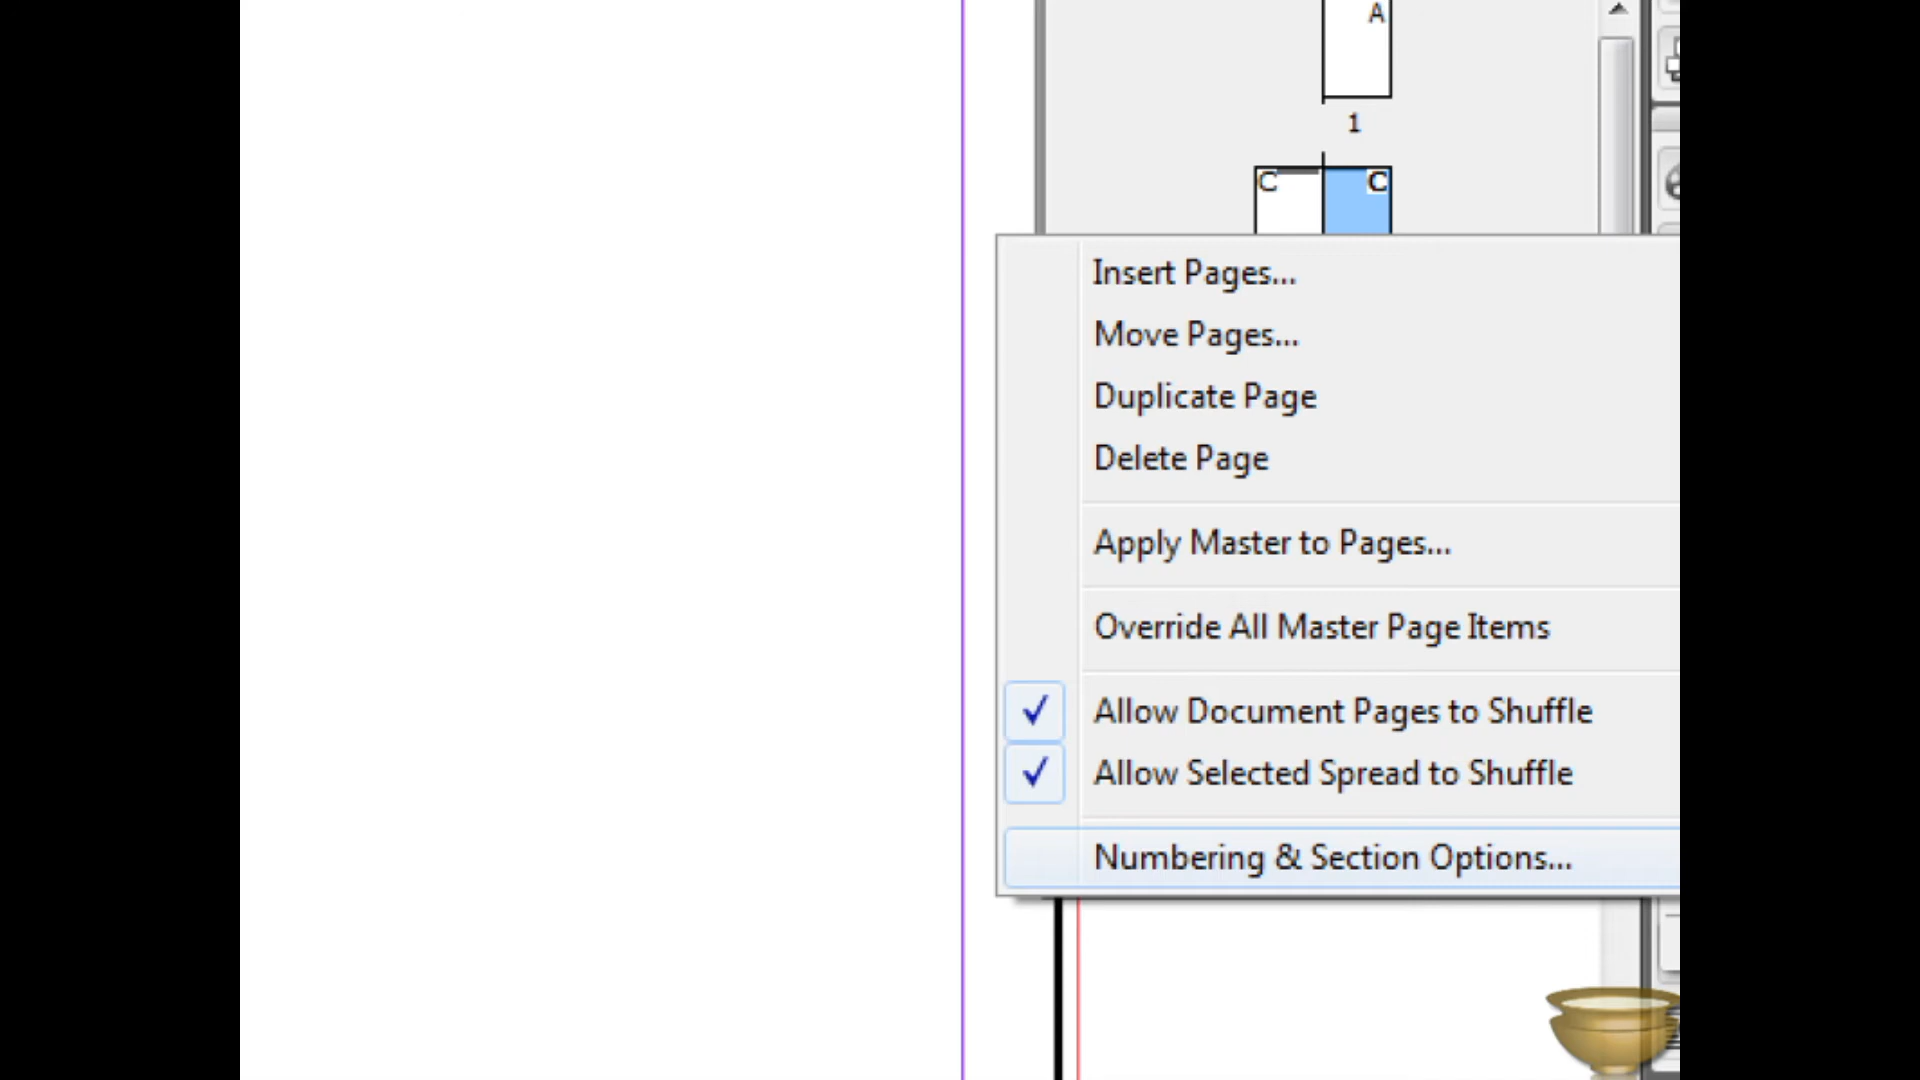 A
1
C C
Insert Pages...
Move Pages...
Duplicate Page
Delete Page
Apply Master to Pages...
Override All Master Page Items
Allow Document Pages to Shuffle
Allow Selected Spread to Shuffle
Numbering & Section Options...